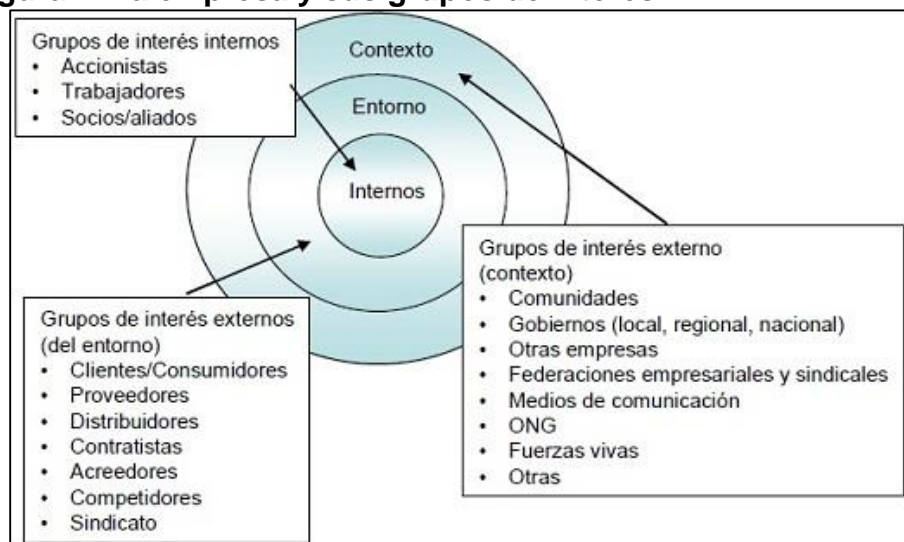 Grupos de interés internos
• Accionistas
• Trabajadores
• Socios/aliados
Contexto
Entorno
Internos
Grupos de interés externos
(del entorno)
• Clientes/Consumidores
• Proveedores
• Distribuidores
• Contratistas
• Acreedores
• Competidores
• Sindicato
Grupos de interés externo
(contexto)
• Comunidades
• Gobiernos (local, regional, nacional)
• Otras empresas
• Federaciones empresariales y sindicales
• Medios de comunicación
• ONG
• Fuerzas vivas
• Otras